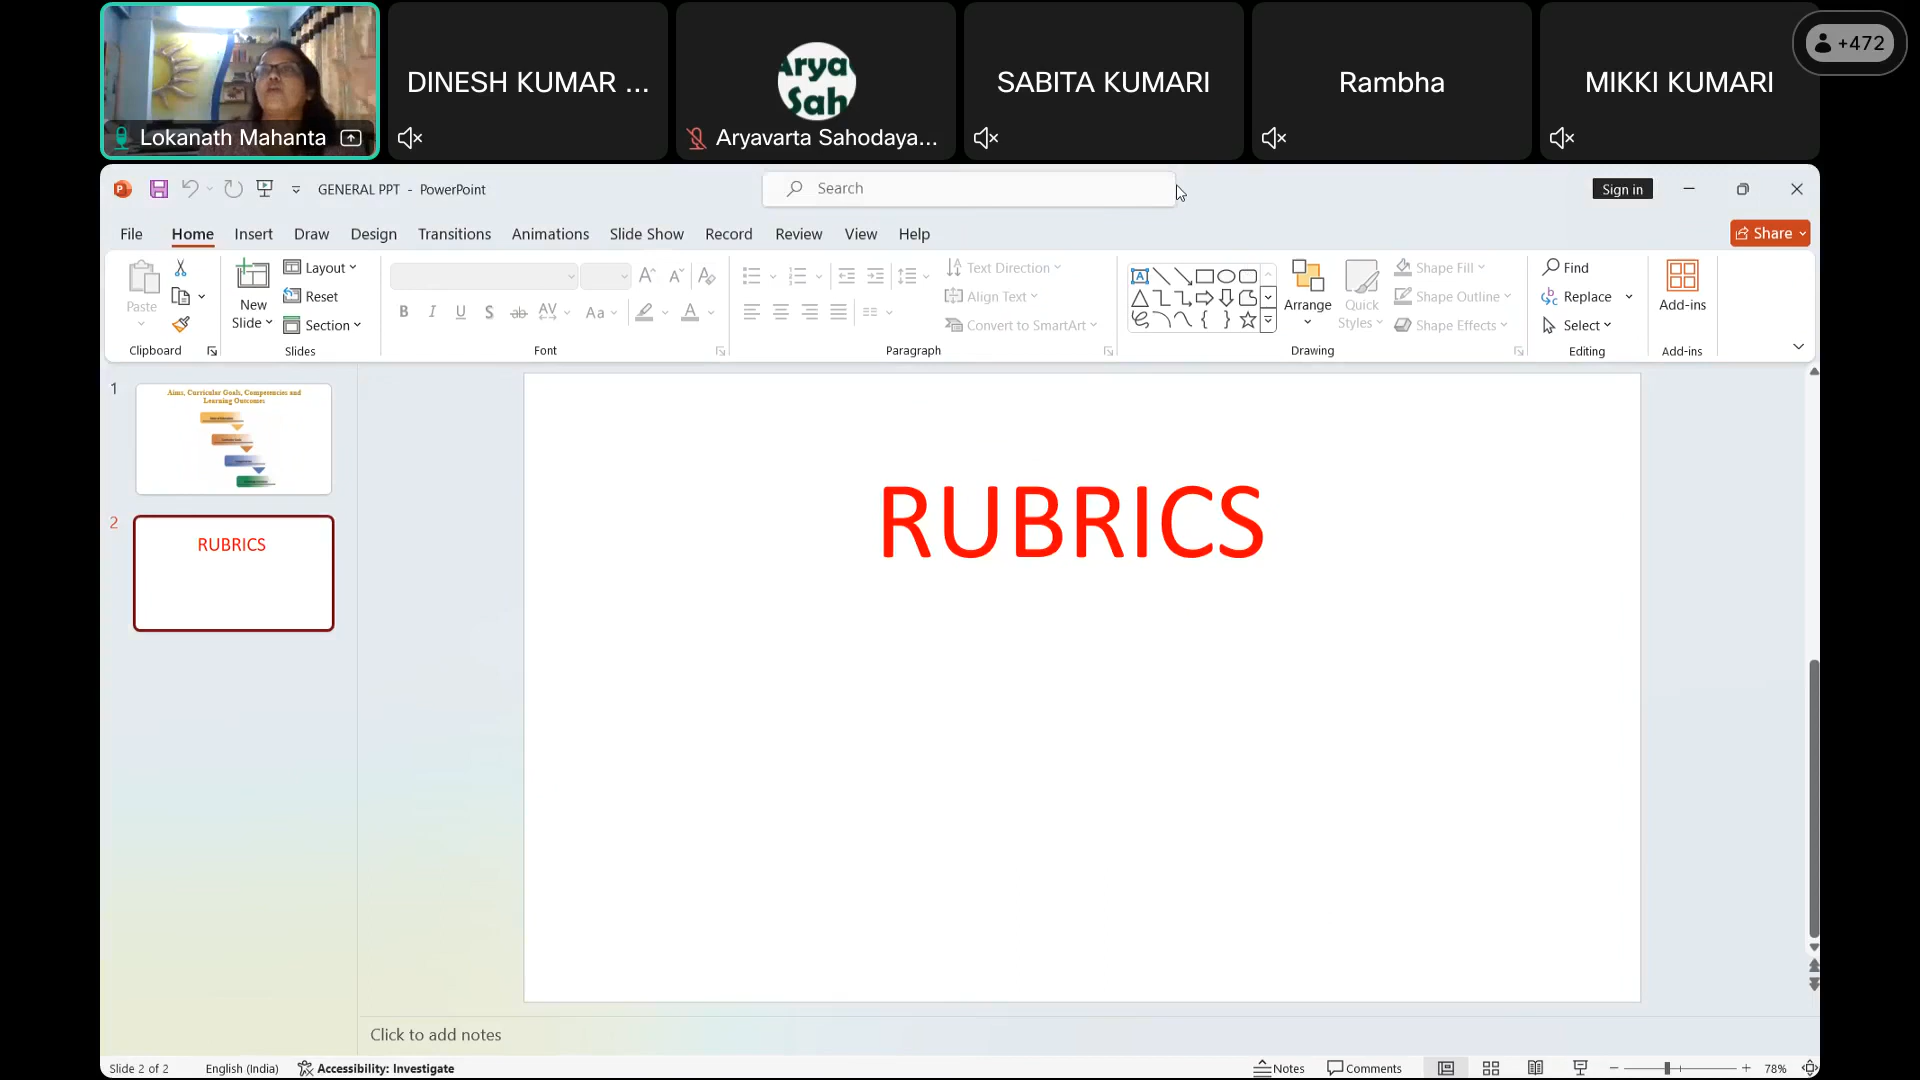 DINESH KUMAR ...
Arya
Sah
SABITA KUMARI
Rambha
MIKKI KUMARI
+472
Lokanath Mahanta
Aryavarta Sahodaya...
GENERAL PPT - PowerPoint
Search
Sign in
File Home Insert Draw Design Transitions Animations Slide Show Record Review View Help
Share
Paste
New Slide
Layout
Reset
Section
Text Direction
Align Text
Convert to SmartArt
Arrange
Quick Styles
Shape Fill
Shape Outline
Shape Effects
Find
Replace
Select
Add-ins
Clipboard Slides Font Paragraph Drawing Editing Add-ins
1
Aims, Curricular Goals, Competencies and
Learning Outcomes
2
RUBRICS
RUBRICS
Click to add notes
Slide 2 of 2 English (India) Accessibility: Investigate Notes Comments 78%